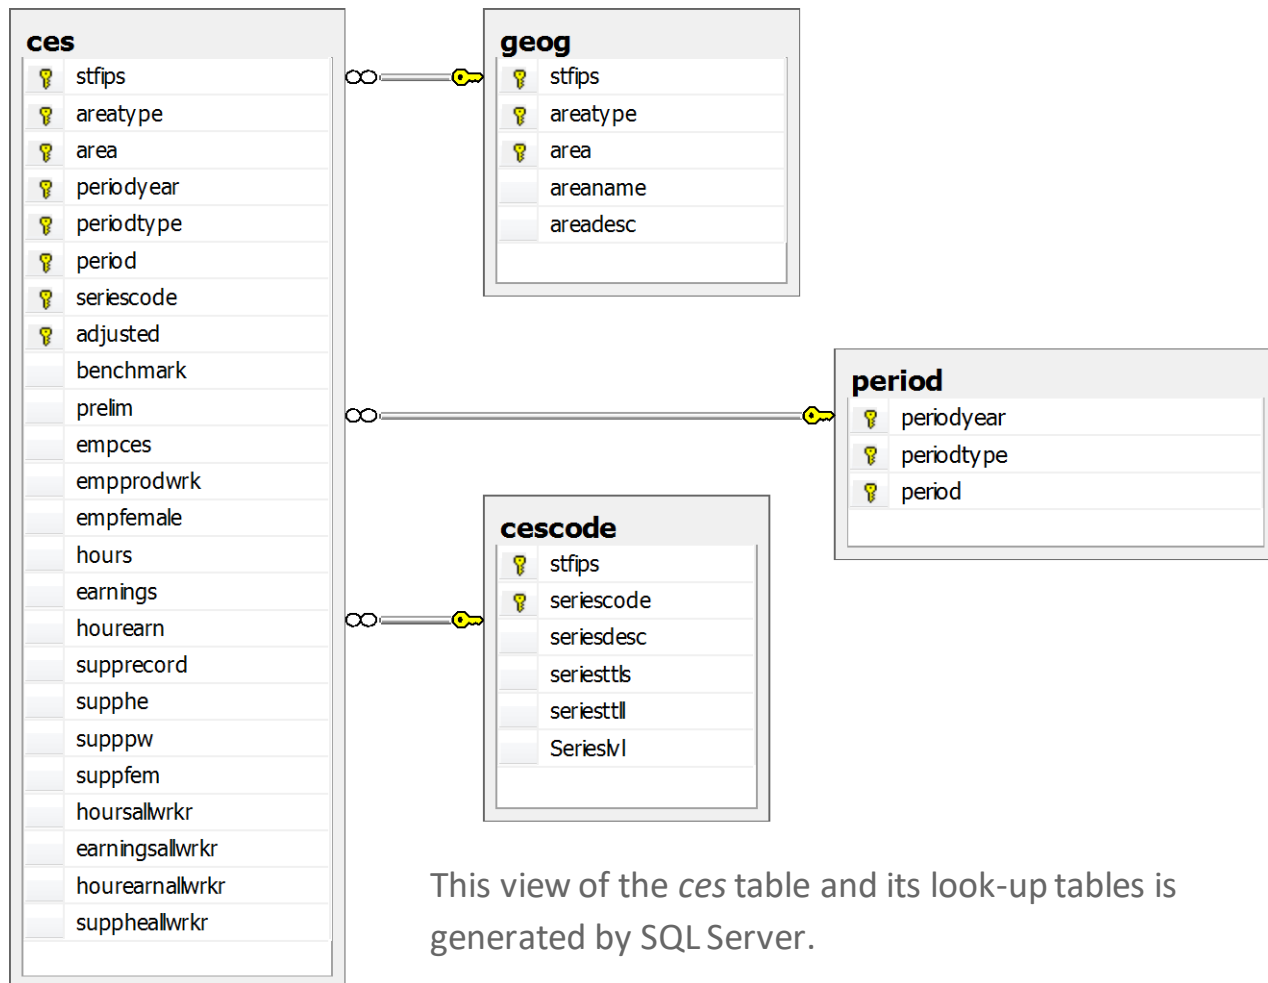 ces
stfips
areatype
area
periodyear
periodtype
period
seriescode
adjusted
benchmark
prelim
empces
empprodwrk
empfemale
hours
earnings
hourearn
supprecord
supphe
supppw
suppfem
hoursallwrkr
earningsallwrkr
hourearnallwrkr
suppheallwrkr
geog
stfips
areatype
area
areaname
areadesc
period
periodyear
periodtype
period
cescode
stfips
seriescode
seriesdesc
seriesttls
seriesttll
Serieslvl
This view of the ces table and its look-up tables is
generated by SQL Server.